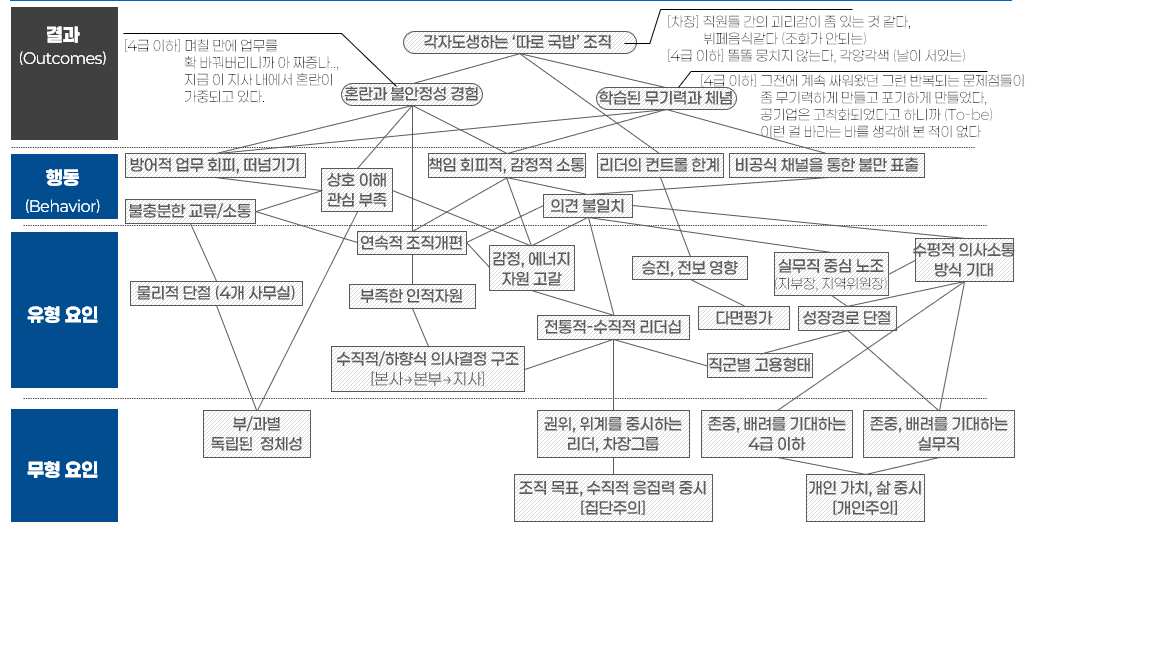 결과
(Outcomes)
[4급 이하] 며칠 만에 업무를
확 바꿔버리니까 아 짜증나..,
지금 이 지사 내에서 혼란이
가중되고 있다.
각자도생하는 ‘따로 국밥’ 조직
[차장] 직원들 간의 괴리감이 좀 있는 것 같다,
뷔페음식같다 (조화가 안되는)
[4급 이하] 똘똘 뭉치지 않는다, 각양각색 (날이 서있는)
혼란과 불안정성 경험
학습된 무기력과 체념
[4급 이하] 그전에 계속 싸워왔던 그런 반복되는 문제점들이
좀 무기력하게 만들고 포기하게 만들었다,
공기업은 고착화되었다고 하니까 (To-be)
이런 걸 바라는 바를 생각해 본 적이 없다
행동
(Behavior)
방어적 업무 회피, 떠넘기기
상호 이해
관심 부족
책임 회피적, 감정적 소통
리더의 컨트롤 한계
비공식 채널을 통한 불만 표출
불충분한 교류/소통
의견 불일치
유형 요인
연속적 조직개편
감정, 에너지
자원 고갈
승진, 전보 영향
실무직 중심 노조
(지부장, 지역위원장)
수평적 의사소통
방식 기대
물리적 단절 (4개 사무실)
부족한 인적자원
전통적-수직적 리더십
다면평가
성장경로 단절
수직적/하향식 의사결정 구조
[본사→본부→지사]
직군별 고용형태
무형 요인
부/과별
독립된 정체성
권위, 위계를 중시하는
리더, 차장그룹
존중, 배려를 기대하는
4급 이하
존중, 배려를 기대하는
실무직
조직 목표, 수직적 응집력 중시
[집단주의]
개인 가치, 삶 중시
[개인주의]